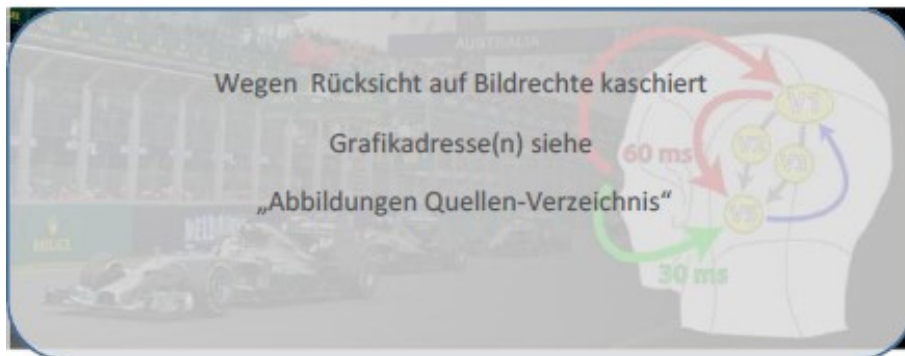 AUSTRALIA
Wegen Rücksicht auf Bildrechte kaschiert
Grafikadresse(n) siehe
„Abbildungen Quellen-Verzeichnis“
V1
V2
V3
60 ms
V5
ROLEX
30 ms